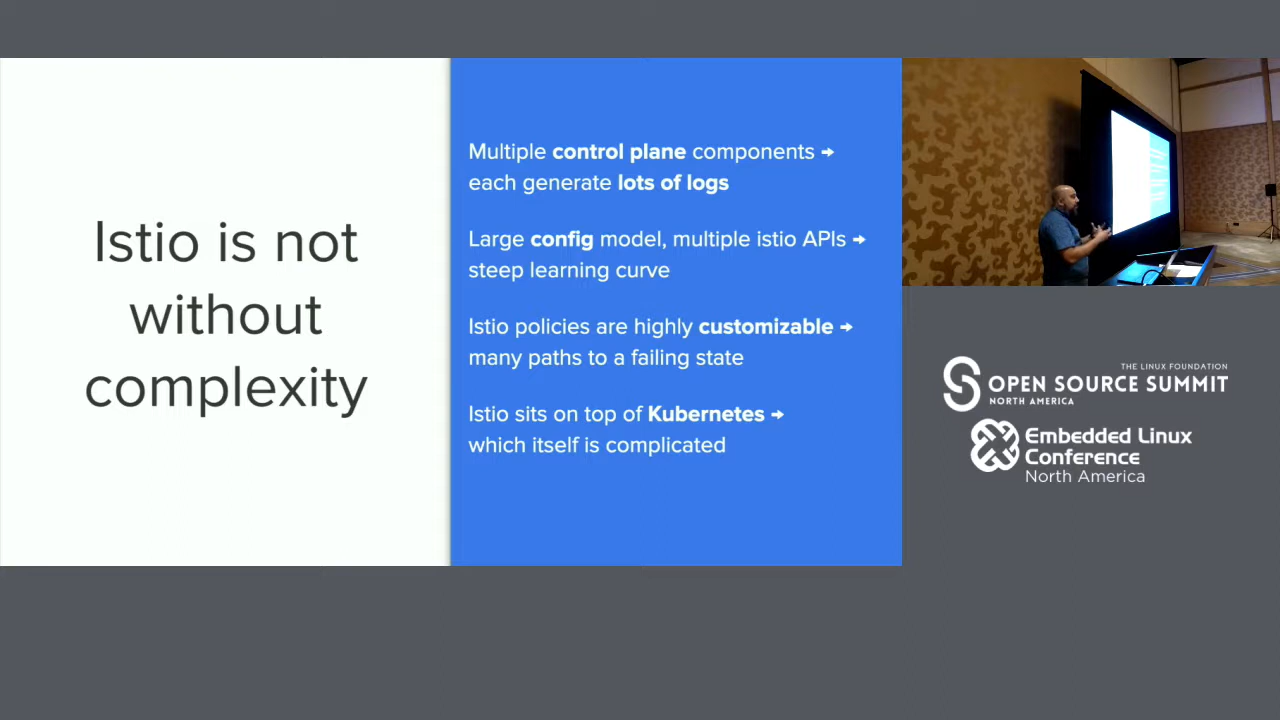 Istio is not
without
complexity
Multiple control plane components →
each generate lots of logs
Large config model, multiple istio APIs →
steep learning curve
Istio policies are highly customizable →
many paths to a failing state
Istio sits on top of Kubernetes →
which itself is complicated
THE LINUX FOUNDATION
OPEN SOURCE SUMMIT
NORTH AMERICA
Embedded Linux
Conference
North America